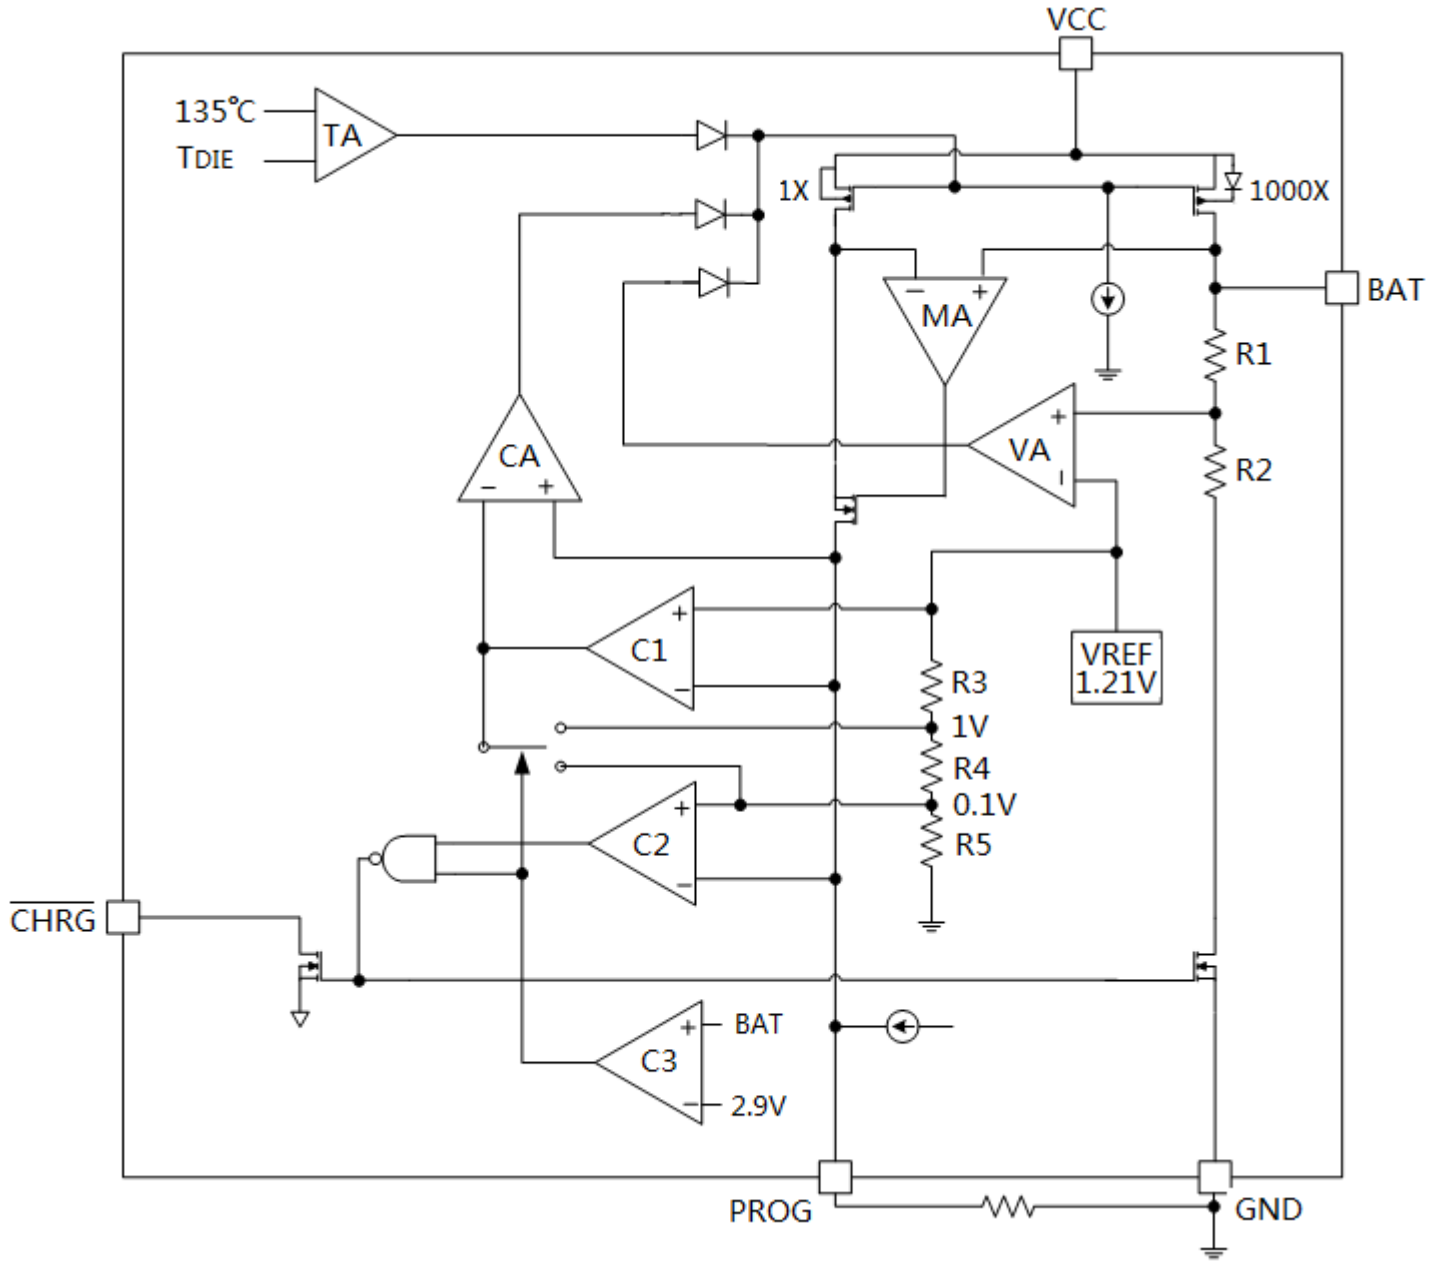 VCC
135℃
TA
TDIE
1X
1000X
BAT
− +
MA
R1
+
VA
−
R2
CA
− +
+
C1
−
VREF
1.21V
R3
1V
R4
0.1V
R5
+
C2
−
CHRG
+
BAT
C3
−
2.9V
PROG
GND